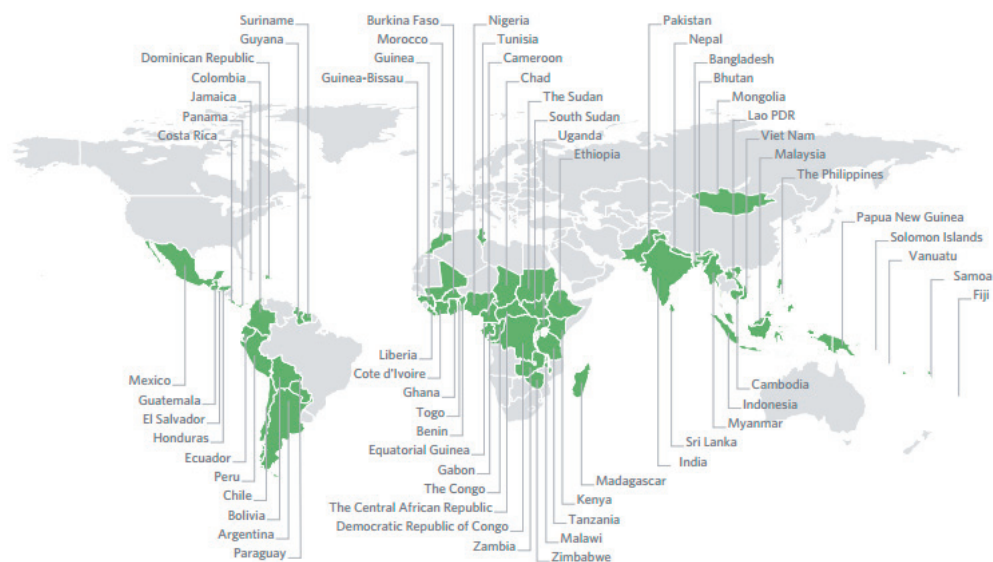 Suriname
Guyana
Dominican Republic
Colombia
Jamaica
Panama
Costa Rica
Burkina Faso
Morocco
Guinea
Guinea-Bissau
Nigeria
Tunisia
Cameroon
Chad
The Sudan
South Sudan
Uganda
Ethiopia
Pakistan
Nepal
Bangladesh
Bhutan
Mongolia
Lao PDR
Viet Nam
Malaysia
The Philippines
Papua New Guinea
Solomon Islands
Vanuatu
Samoa
Fiji
Mexico
Guatemala
El Salvador
Honduras
Ecuador
Peru
Chile
Bolivia
Argentina
Paraguay
Liberia
Cote d'Ivoire
Ghana
Togo
Benin
Equatorial Guinea
Gabon
The Congo
The Central African Republic
Democratic Republic of Congo
Zambia
Zimbabwe
Malawi
Tanzania
Kenya
Madagascar
India
Sri Lanka
Myanmar
Indonesia
Cambodia